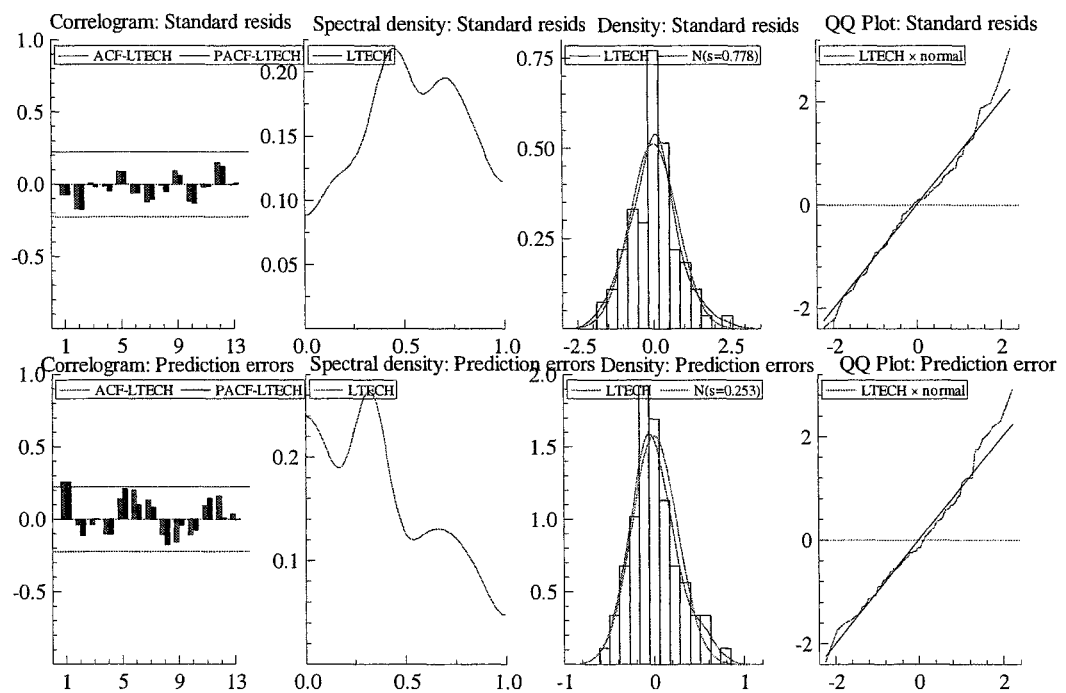 Correlogram: Standard resids
Spectral density: Standard resids
Density: Standard resids
QQ Plot: Standard resids
1.0
0.5
0.0
-0.5
ACF-LTECH PACF-LTECH
1 5 9 13
0.20
0.15
0.10
0.05
LTECH
0.0 0.5 1.0
0.75
0.50
0.25
LTECH N(s=0.778)
-2.5 0.0 2.5
2
0
-2
LTECH × normal
-2 0 2
Correlogram: Prediction errors
Spectral density: Prediction errors
Density: Prediction errors
QQ Plot: Prediction error
1.0
0.5
0.0
-0.5
ACF-LTECH PACF-LTECH
1 5 9 13
0.2
0.1
LTECH
0.0 0.5 1.0
2.0
1.5
1.0
0.5
LTECH N(s=0.253)
-1 0 1
2
0
-2
LTECH × normal
-2 0 2